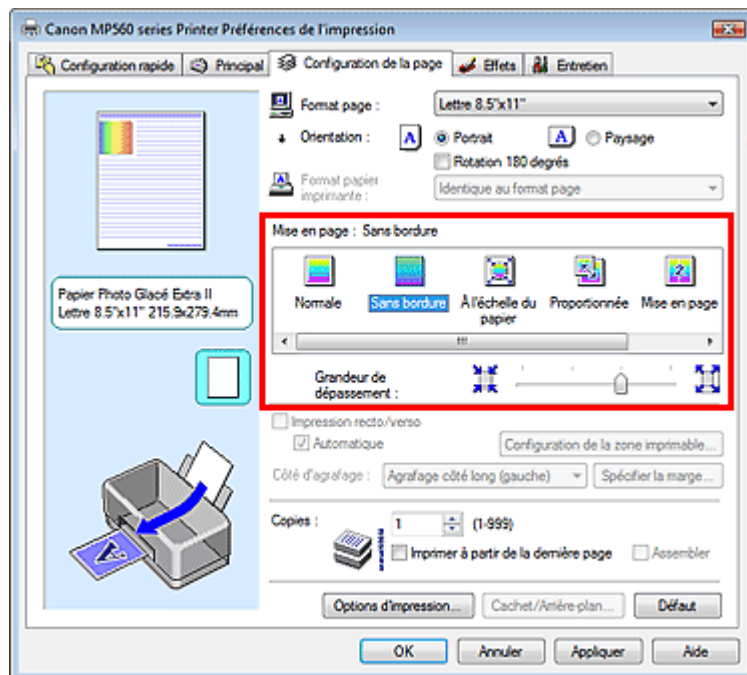 Canon MP560 series Printer Préférences de l'impression
Configuration rapide Principal Configuration de la page Effets Entretien
Format page : Lettre 8.5"x11"
Orientation : A Portrait A Paysage
Rotation 180 degrés
Format papier imprimante : Identique au format page
Mise en page : Sans bordure
Normale Sans bordure À l'échelle du papier Proportionnée Mise en page
Papier Photo Glacé Extra II
Lettre 8.5"x11" 215.9x279.4mm
Grandeur de dépassement :
Impression recto/verso
Automatique Configuration de la zone imprimable...
Côté d'agrafage : Agrafage côté long (gauche) Spécifier la marge...
Copies : 1 (1-999)
Imprimer à partir de la dernière page Assembler
Options d'impression... Cachet/Arrière-plan... Défaut
OK Annuler Appliquer Aide